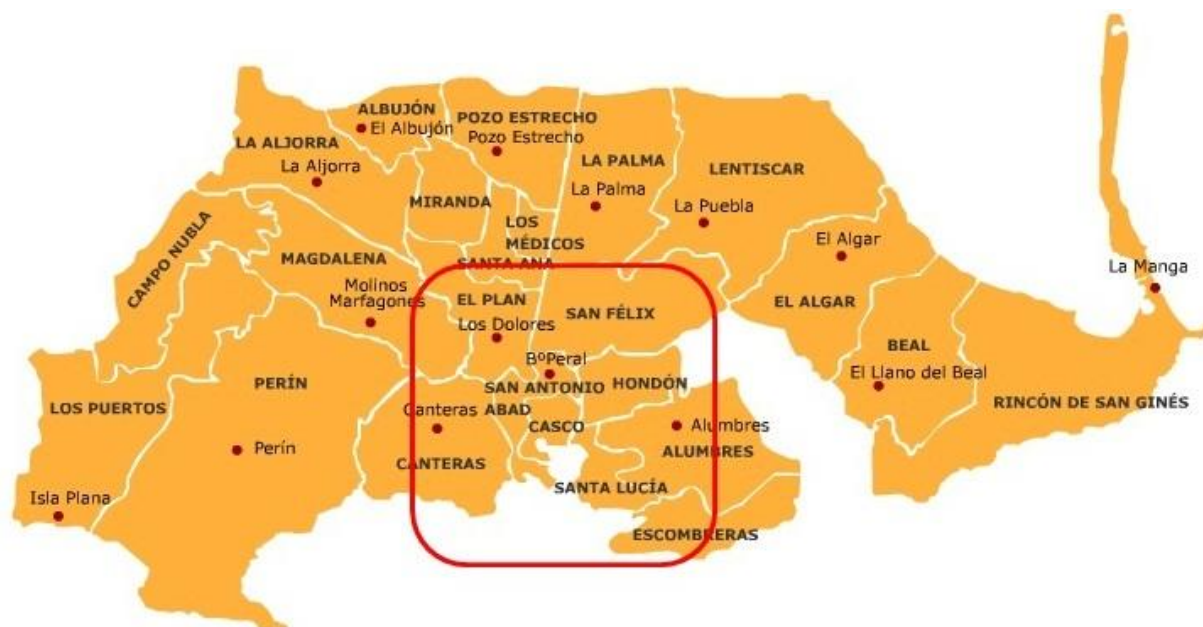 ALBUJÓN
El Albujón
POZO ESTRECHO
Pozo Estrecho
LA ALJORRA
La Aljorra
LA PALMA
La Palma
LENTISCAR
La Puebla
MIRANDA
LOS
MÉDICOS
SANTA ANA
CAMPO NUBLA
MAGDALENA
Molinos
Marfagones
El Algar
EL ALGAR
La Manga
EL PLAN
Los Dolores
SAN FÉLIX
BºPeral
SAN ANTONIO
ABAD
HONDÓN
BEAL
El Llano del Beal
RINCÓN DE SAN GINÉS
LOS PUERTOS
PERÍN
Perín
Canteras
CANTERAS
CASCO
Alumbres
ALUMBRES
SANTA LUCÍA
Isla Plana
ESCOMBRERAS